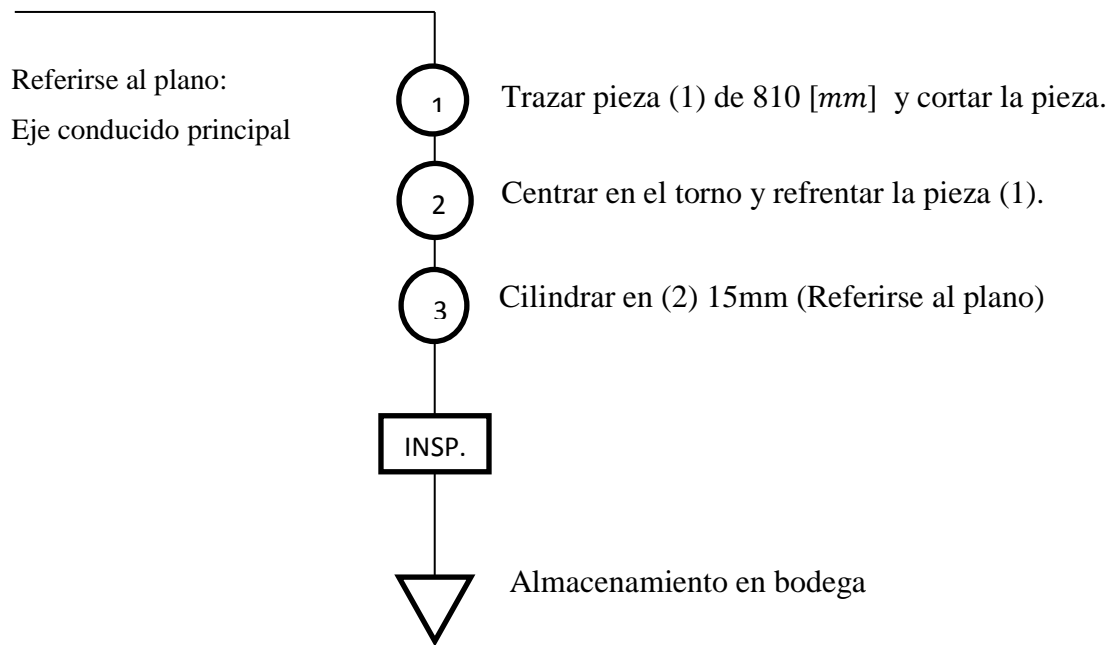 Referirse al plano:
Eje conducido principal
1 Trazar pieza (1) de 810 [mm] y cortar la pieza.
2 Centrar en el torno y refrentar la pieza (1).
3 Cilindrar en (2) 15mm (Referirse al plano)
INSP.
Almacenamiento en bodega